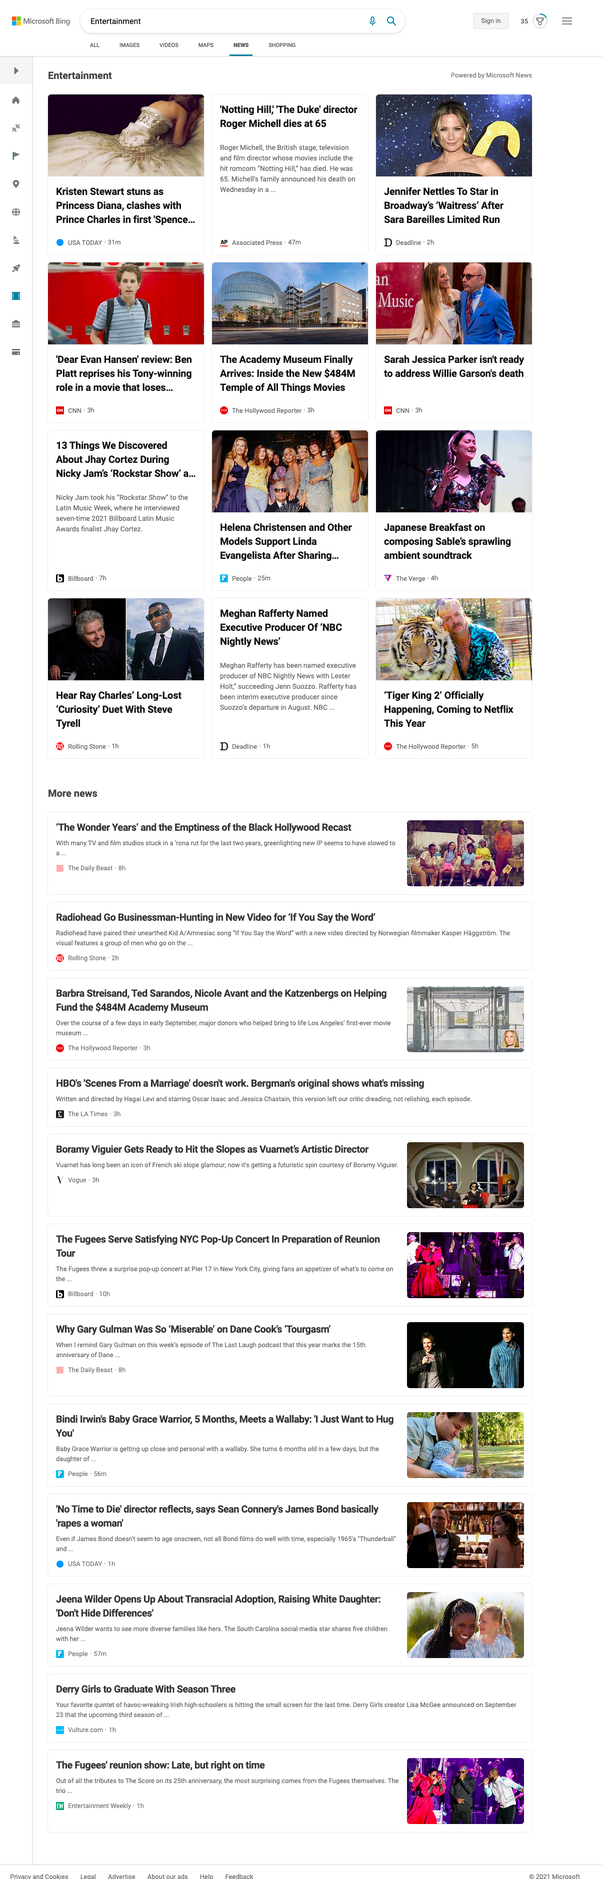 Microsoft Bing
Entertainment
Sign in
35
ALL IMAGES VIDEOS MAPS NEWS SHOPPING
Entertainment
Powered by Microsoft News
Kristen Stewart stuns as
Princess Diana, clashes with
Prince Charles in first 'Spence...
USA TODAY · 31m
'Notting Hill,' 'The Duke' director
Roger Michell dies at 65
Roger Michell, the British stage, television
and film director whose movies include the
hit romcom "Notting Hill," has died. He was
65. Michell's family announced his death on
Wednesday in a ...
AP Associated Press · 47m
Jennifer Nettles To Star in
Broadway's 'Waitress' After
Sara Bareilles Limited Run
D Deadline · 2h
'Dear Evan Hansen' review: Ben
Platt reprises his Tony-winning
role in a movie that loses...
CNN · 3h
The Academy Museum Finally
Arrives: Inside the New $484M
Temple of All Things Movies
The Hollywood Reporter · 3h
an
Music
Sarah Jessica Parker isn't ready
to address Willie Garson's death
CNN · 3h
13 Things We Discovered
About Jhay Cortez During
Nicky Jam's 'Rockstar Show' a...
Nicky Jam took his "Rockstar Show" to the
Latin Music Week, where he interviewed
seven-time 2021 Billboard Latin Music
Awards finalist Jhay Cortez.
b Billboard · 7h
Helena Christensen and Other
Models Support Linda
Evangelista After Sharing...
P People · 25m
Japanese Breakfast on
composing Sable's sprawling
ambient soundtrack
The Verge · 4h
Hear Ray Charles' Long-Lost
'Curiosity' Duet With Steve
Tyrell
Rolling Stone · 1h
Meghan Rafferty Named
Executive Producer Of 'NBC
Nightly News'
Meghan Rafferty has been named executive
producer of NBC Nightly News with Lester
Holt," succeeding Jenn Suozzo. Rafferty has
been interim executive producer since
Suozzo's departure in August. NBC ...
D Deadline · 1h
'Tiger King 2' Officially
Happening, Coming to Netflix
This Year
The Hollywood Reporter · 5h
More news
'The Wonder Years' and the Emptiness of the Black Hollywood Recast
With many TV and film studios stuck in a 'rona rut for the last two years, greenlighting new IP seems to have slowed to
a ...
The Daily Beast · 8h
Radiohead Go Businessman-Hunting in New Video for 'If You Say the Word'
Radiohead have paired their unearthed Kid A/Amnesiac song "If You Say the Word" with a new video directed by Norwegian filmmaker Kasper Häggström. The
visual features a group of men who go on the ...
Rolling Stone · 2h
Barbra Streisand, Ted Sarandos, Nicole Avant and the Katzenbergs on Helping
Fund the $484M Academy Museum
Over the course of a few days in early September, major donors who helped bring to life Los Angeles' first-ever movie
museum ...
The Hollywood Reporter · 3h
HBO's 'Scenes From a Marriage' doesn't work. Bergman's original shows what's missing
Written and directed by Hagai Levi and starring Oscar Isaac and Jessica Chastain, this version left our critic dreading, not relishing, each episode.
The LA Times · 3h
Boramy Viguier Gets Ready to Hit the Slopes as Vuarnet's Artistic Director
Vuarnet has long been an icon of French ski slope glamour; now it's getting a futuristic spin courtesy of Boramy Viguier.
V Vogue · 3h
The Fugees Serve Satisfying NYC Pop-Up Concert In Preparation of Reunion
Tour
The Fugees threw a surprise pop-up concert at Pier 17 in New York City, giving fans an appetizer of what's to come on
the ...
b Billboard · 10h
Why Gary Gulman Was So 'Miserable' on Dane Cook's 'Tourgasm'
When I remind Gary Gulman on this week's episode of The Last Laugh podcast that this year marks the 15th
anniversary of Dane ...
The Daily Beast · 8h
Bindi Irwin's Baby Grace Warrior, 5 Months, Meets a Wallaby: 'I Just Want to Hug
You'
Baby Grace Warrior is getting up close and personal with a wallaby. She turns 6 months old in a few days, but the
daughter of ...
P People · 56m
'No Time to Die' director reflects, says Sean Connery's James Bond basically
'rapes a woman'
Even if James Bond doesn't seem to age onscreen, not all Bond films do well with time, especially 1965's "Thunderball"
and ...
USA TODAY · 1h
Jeena Wilder Opens Up About Transracial Adoption, Raising White Daughter:
'Don't Hide Differences'
Jeena Wilder wants to see more diverse families like hers. The South Carolina social media star shares five children
with her ...
P People · 57m
Derry Girls to Graduate With Season Three
Your favorite quintet of havoc-wreaking Irish high-schoolers is hitting the small screen for the last time. Derry Girls creator Lisa McGee announced on September
23 that the upcoming third season of ...
Vulture.com · 1h
The Fugees' reunion show: Late, but right on time
Out of all the tributes to The Score on its 25th anniversary, the most surprising comes from the Fugees themselves. The
trio ...
EW Entertainment Weekly · 1h
Privacy and Cookies Legal Advertise About our ads Help Feedback
© 2021 Microsoft